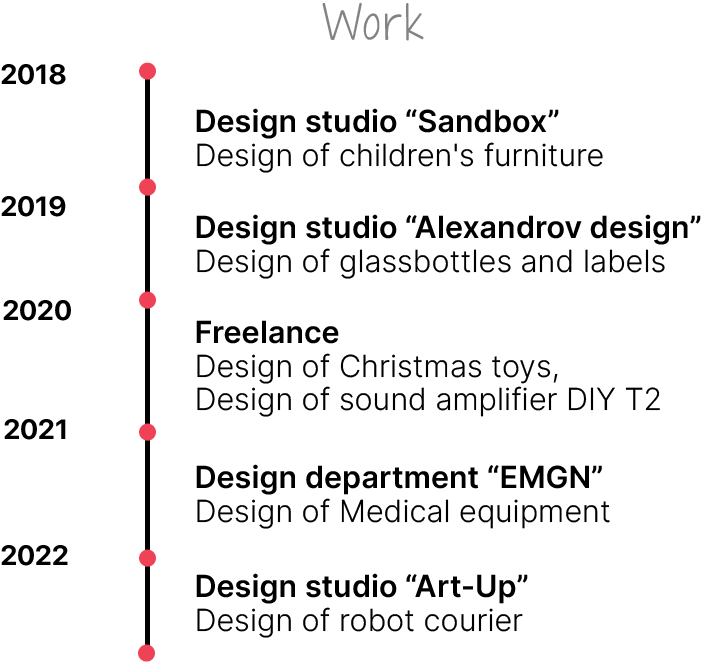 Work
2018
Design studio “Sandbox”
Design of children's furniture
2019
Design studio “Alexandrov design”
Design of glassbottles and labels
2020
Freelance
Design of Christmas toys,
Design of sound amplifier DIY T2
2021
Design department “EMGN”
Design of Medical equipment
2022
Design studio “Art-Up”
Design of robot courier